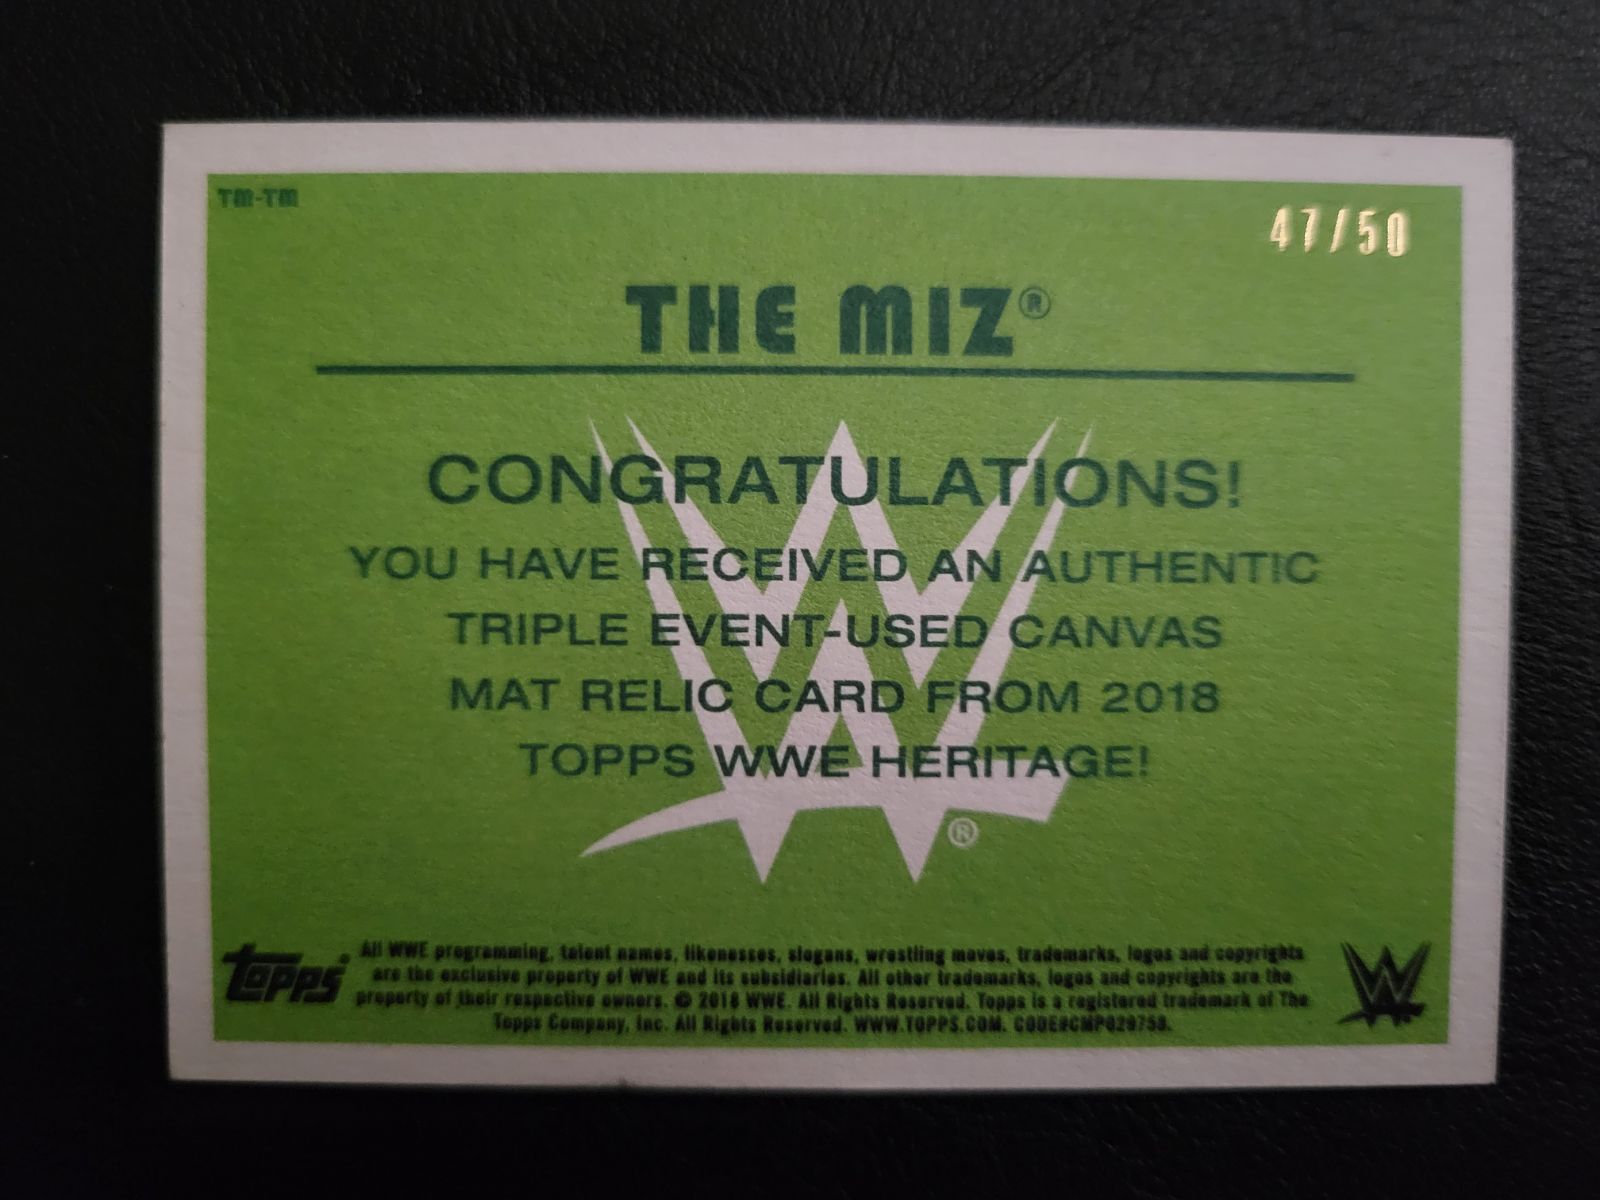 TM-TM
47/50
THE MIZ®
CONGRATULATIONS!
YOU HAVE RECEIVED AN AUTHENTIC
TRIPLE EVENT-USED CANVAS
MAT RELIC CARD FROM 2018
TOPPS WWE HERITAGE!
®
topps®
All WWE programming, talent names, likenesses, slogans, wrestling moves, trademarks, logos and copyrights
are the exclusive property of WWE and its subsidiaries. All other trademarks, logos and copyrights are the
property of their respective owners. © 2018 WWE. All Rights Reserved. Topps is a registered trademark of The
Topps Company, Inc. All Rights Reserved. WWW.TOPPS.COM. CODE#CMP029753.
W